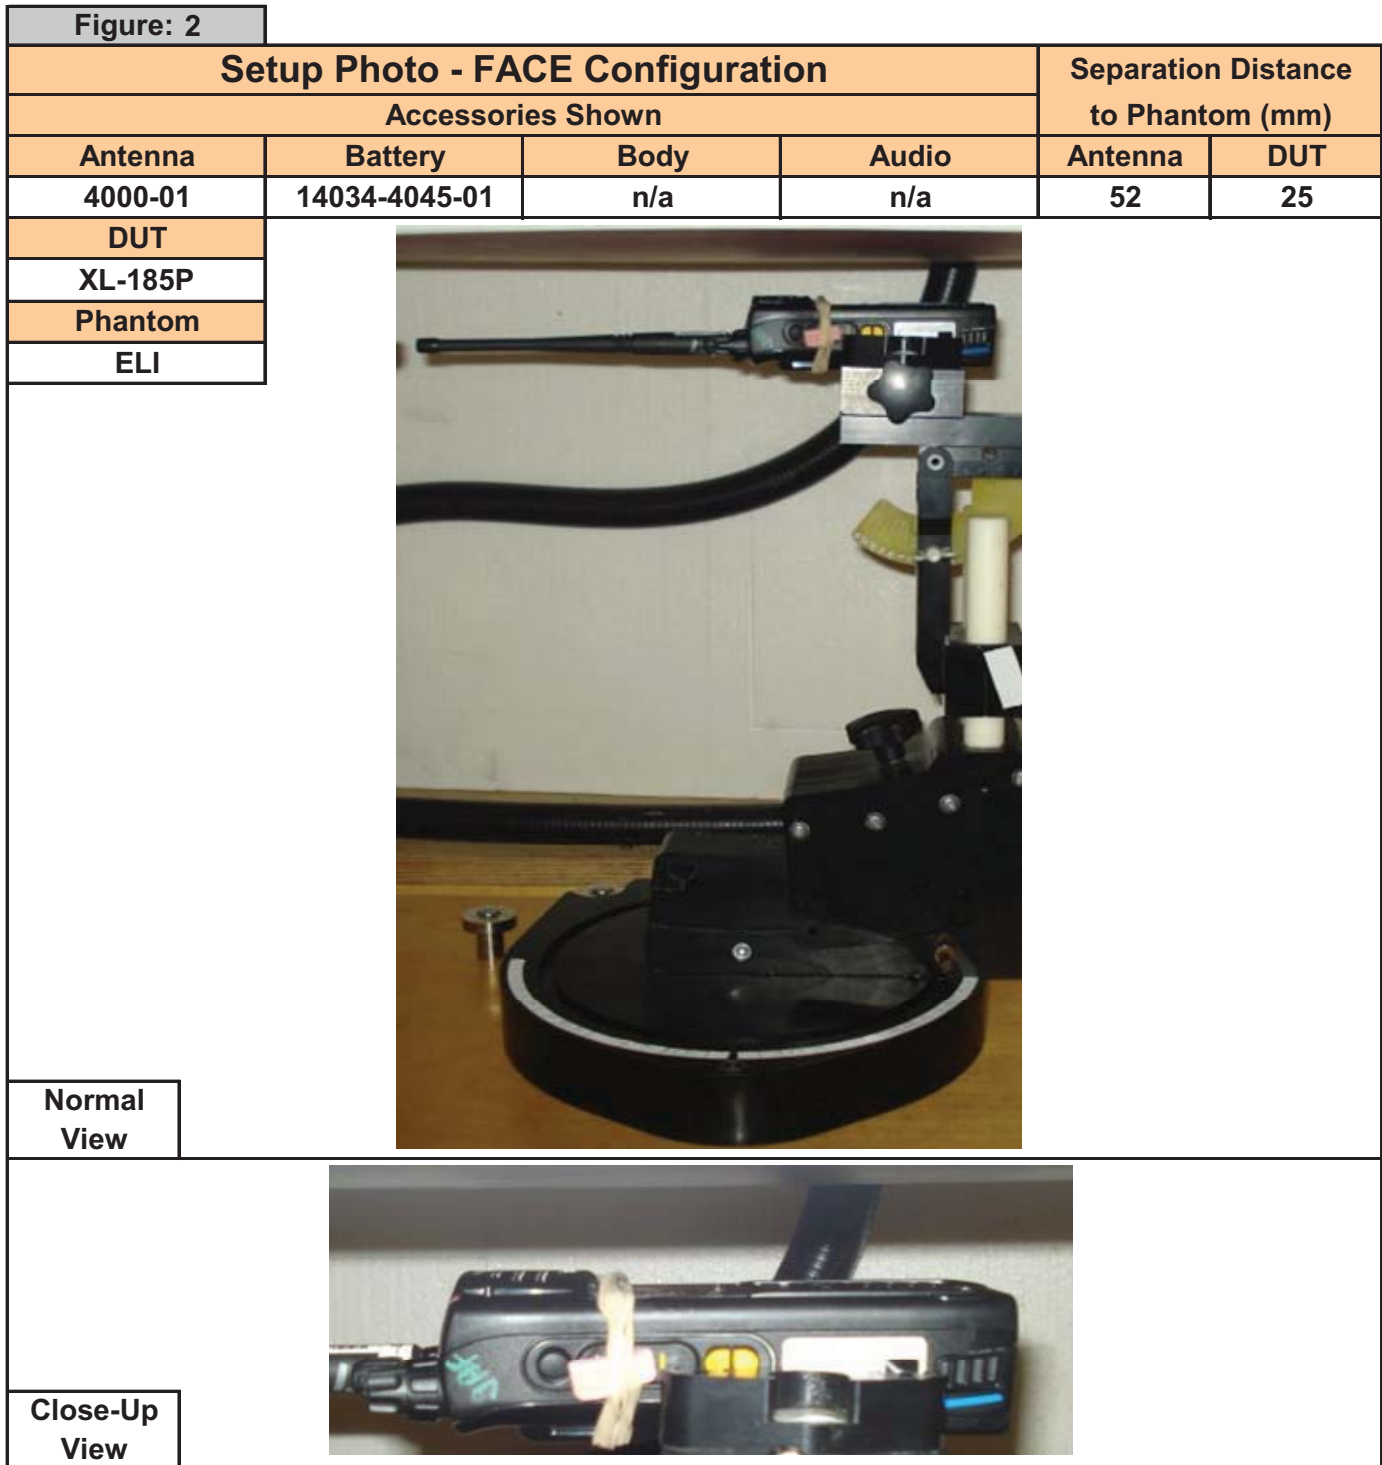 Figure: 2
Setup Photo - FACE Configuration
Separation Distance
to Phantom (mm)
Accessories Shown
Antenna Battery Body Audio Antenna DUT
4000-01 14034-4045-01 n/a n/a 52 25
DUT
XL-185P
Phantom
ELI
Normal
View
Close-Up
View